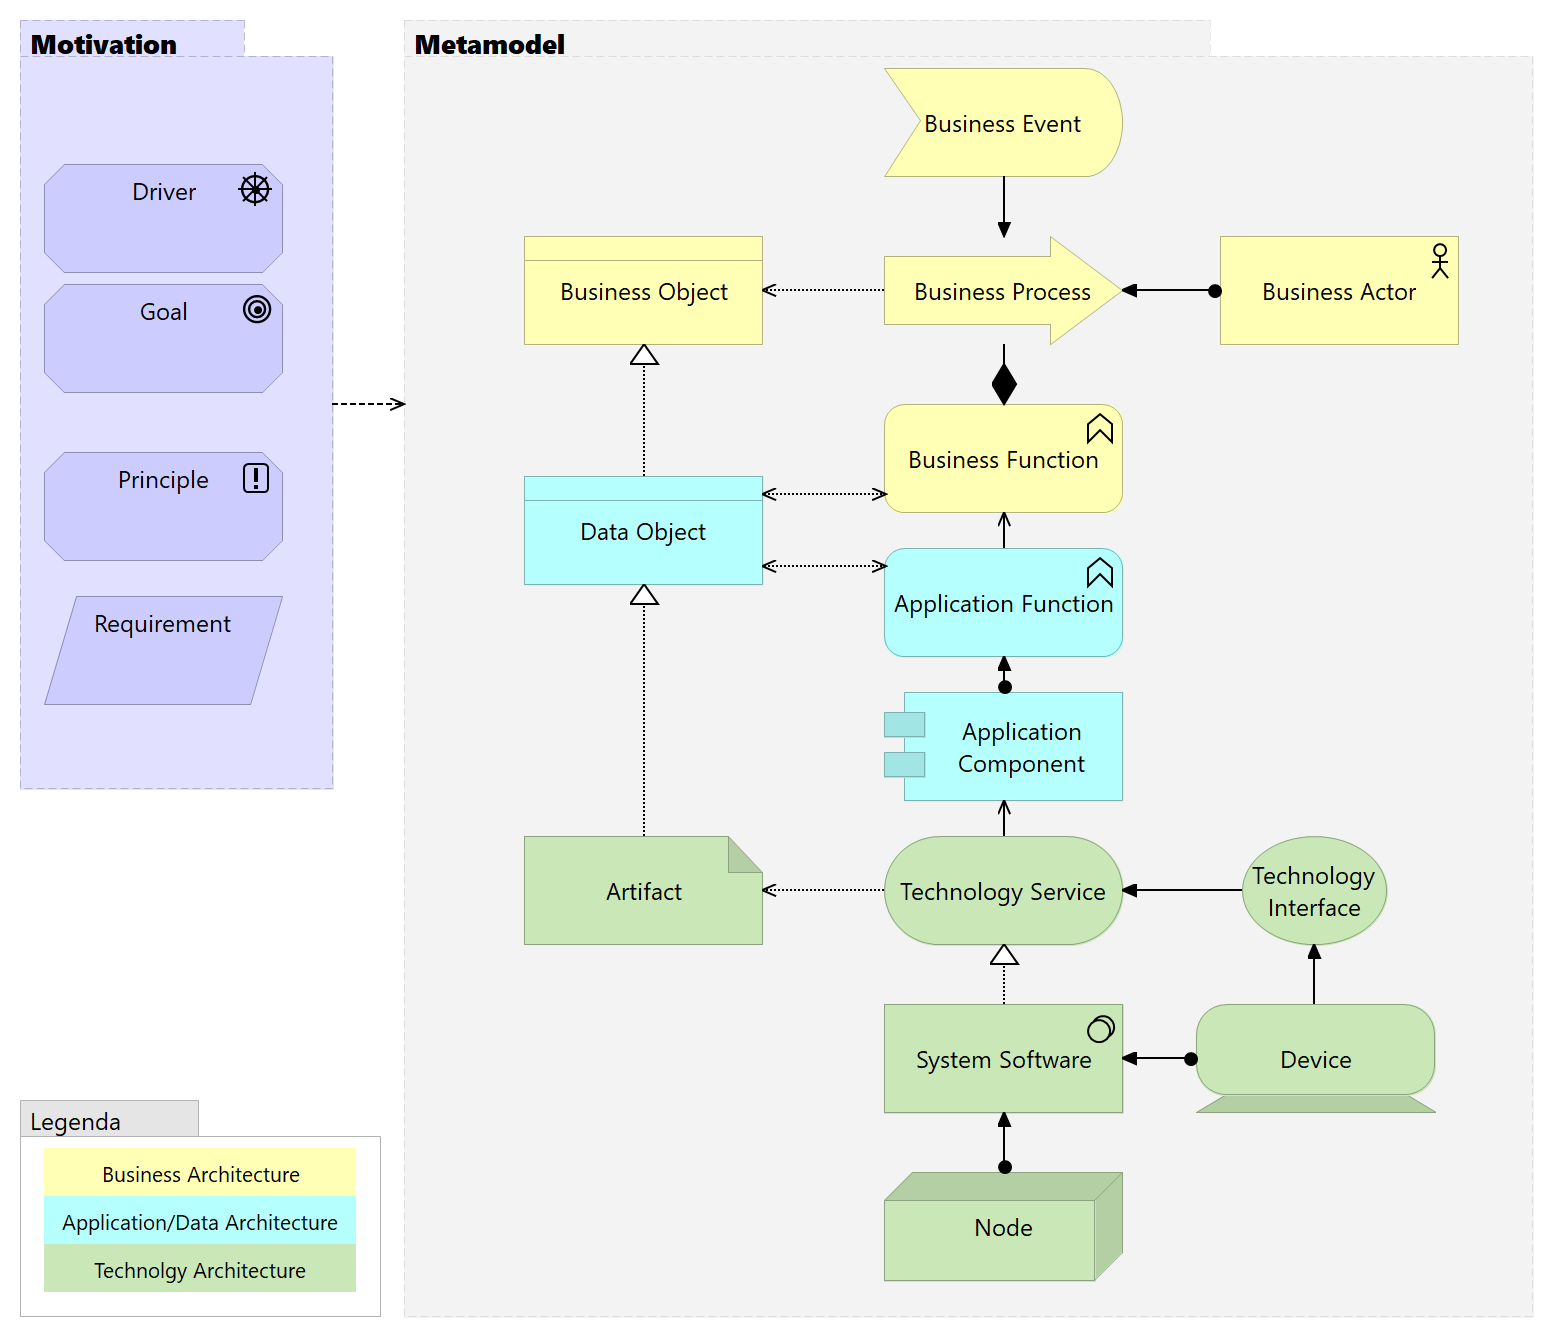 Motivation
Driver
Goal
Principle
Requirement
Metamodel
Business Event
Business Object
Business Process
Business Actor
Business Function
Data Object
Application Function
Application
Component
Artifact
Technology Service
Technology
Interface
System Software
Device
Node
Legenda
Business Architecture
Application/Data Architecture
Technolgy Architecture